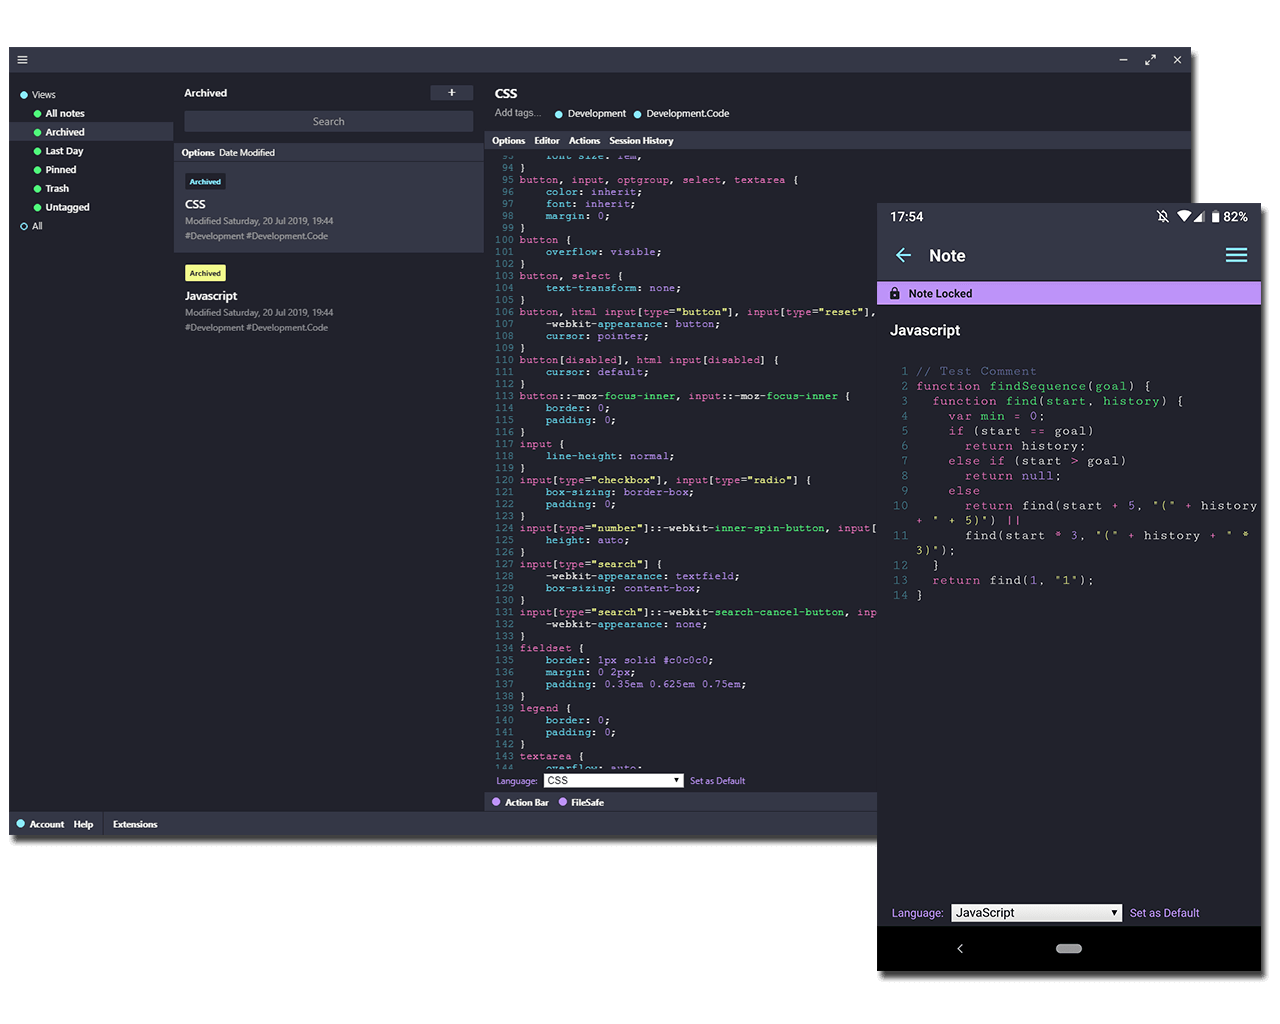 Views
All notes
Archived
Last Day
Pinned
Trash
Untagged
All
Archived
+
Search
Options Date Modified
Archived
CSS
Modified Saturday, 20 Jul 2019, 19:44
#Development #Development.Code
Archived
Javascript
Modified Saturday, 20 Jul 2019, 19:44
#Development #Development.Code
CSS
Add tags... Development Development.Code
Options Editor Actions Session History
93 font-size: 1em;
94 }
95 button, input, optgroup, select, textarea {
96 color: inherit;
97 font: inherit;
98 margin: 0;
99 }
100 button {
101 overflow: visible;
102 }
103 button, select {
104 text-transform: none;
105 }
106 button, html input[type="button"], input[type="reset"],
107 -webkit-appearance: button;
108 cursor: pointer;
109 }
110 button[disabled], html input[disabled] {
111 cursor: default;
112 }
113 button::-moz-focus-inner, input::-moz-focus-inner {
114 border: 0;
115 padding: 0;
116 }
117 input {
118 line-height: normal;
119 }
120 input[type="checkbox"], input[type="radio"] {
121 box-sizing: border-box;
122 padding: 0;
123 }
124 input[type="number"]::-webkit-inner-spin-button, input[
125 height: auto;
126 }
127 input[type="search"] {
128 -webkit-appearance: textfield;
129 box-sizing: content-box;
130 }
131 input[type="search"]::-webkit-search-cancel-button, inp
132 -webkit-appearance: none;
133 }
134 fieldset {
135 border: 1px solid #c0c0c0;
136 margin: 0 2px;
137 padding: 0.35em 0.625em 0.75em;
138 }
139 legend {
140 border: 0;
141 padding: 0;
142 }
143 textarea {
144 overflow: auto;
Language: CSS Set as Default
Action Bar FileSafe
Account Help Extensions
17:54 82%
Note
Note Locked
Javascript
1 // Test Comment
2 function findSequence(goal) {
3 function find(start, history) {
4 var min = 0;
5 if (start == goal)
6 return history;
7 else if (start > goal)
8 return null;
9 else
10 return find(start + 5, "(" + history
+ " + 5)") ||
11 find(start * 3, "(" + history + " *
3)");
12 }
13 return find(1, "1");
14 }
Language: JavaScript Set as Default